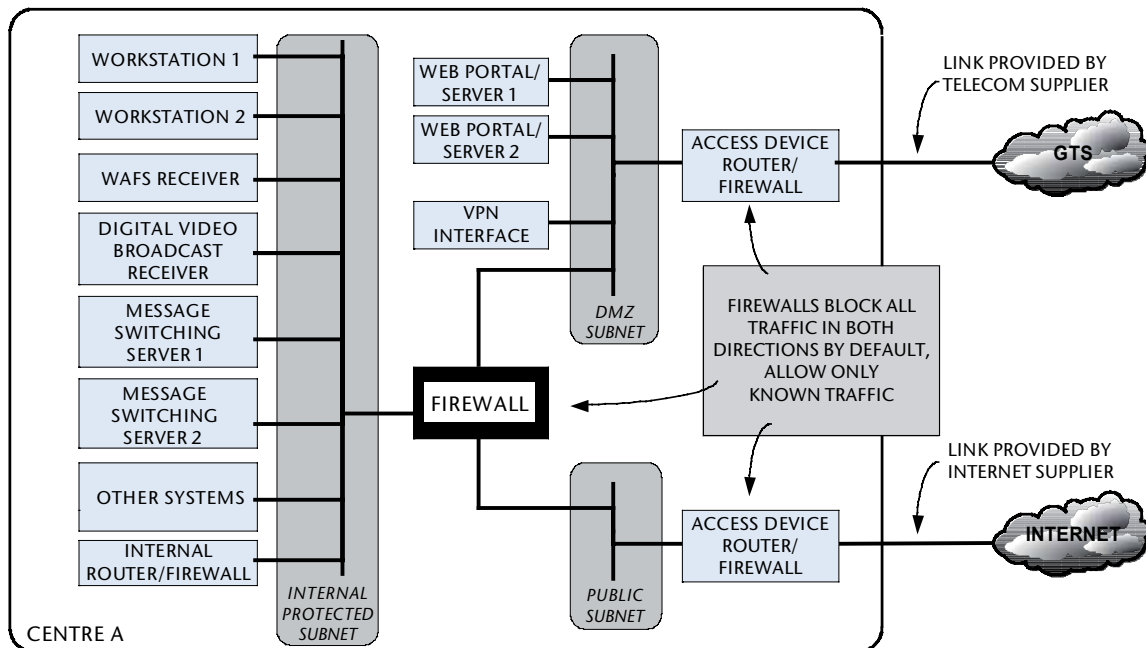 WORKSTATION 1
WORKSTATION 2
WAFS RECEIVER
DIGITAL VIDEO
BROADCAST
RECEIVER
MESSAGE
SWITCHING
SERVER 1
MESSAGE
SWITCHING
SERVER 2
OTHER SYSTEMS
INTERNAL
ROUTER/FIREWALL
INTERNAL
PROTECTED
SUBNET
CENTRE A
FIREWALL
WEB PORTAL/
SERVER 1
WEB PORTAL/
SERVER 2
VPN
INTERFACE
DMZ
SUBNET
PUBLIC
SUBNET
ACCESS DEVICE
ROUTER/
FIREWALL
FIREWALLS BLOCK ALL
TRAFFIC IN BOTH
DIRECTIONS BY DEFAULT,
ALLOW ONLY
KNOWN TRAFFIC
ACCESS DEVICE
ROUTER/
FIREWALL
LINK PROVIDED BY
TELECOM SUPPLIER
GTS
LINK PROVIDED BY
INTERNET SUPPLIER
INTERNET